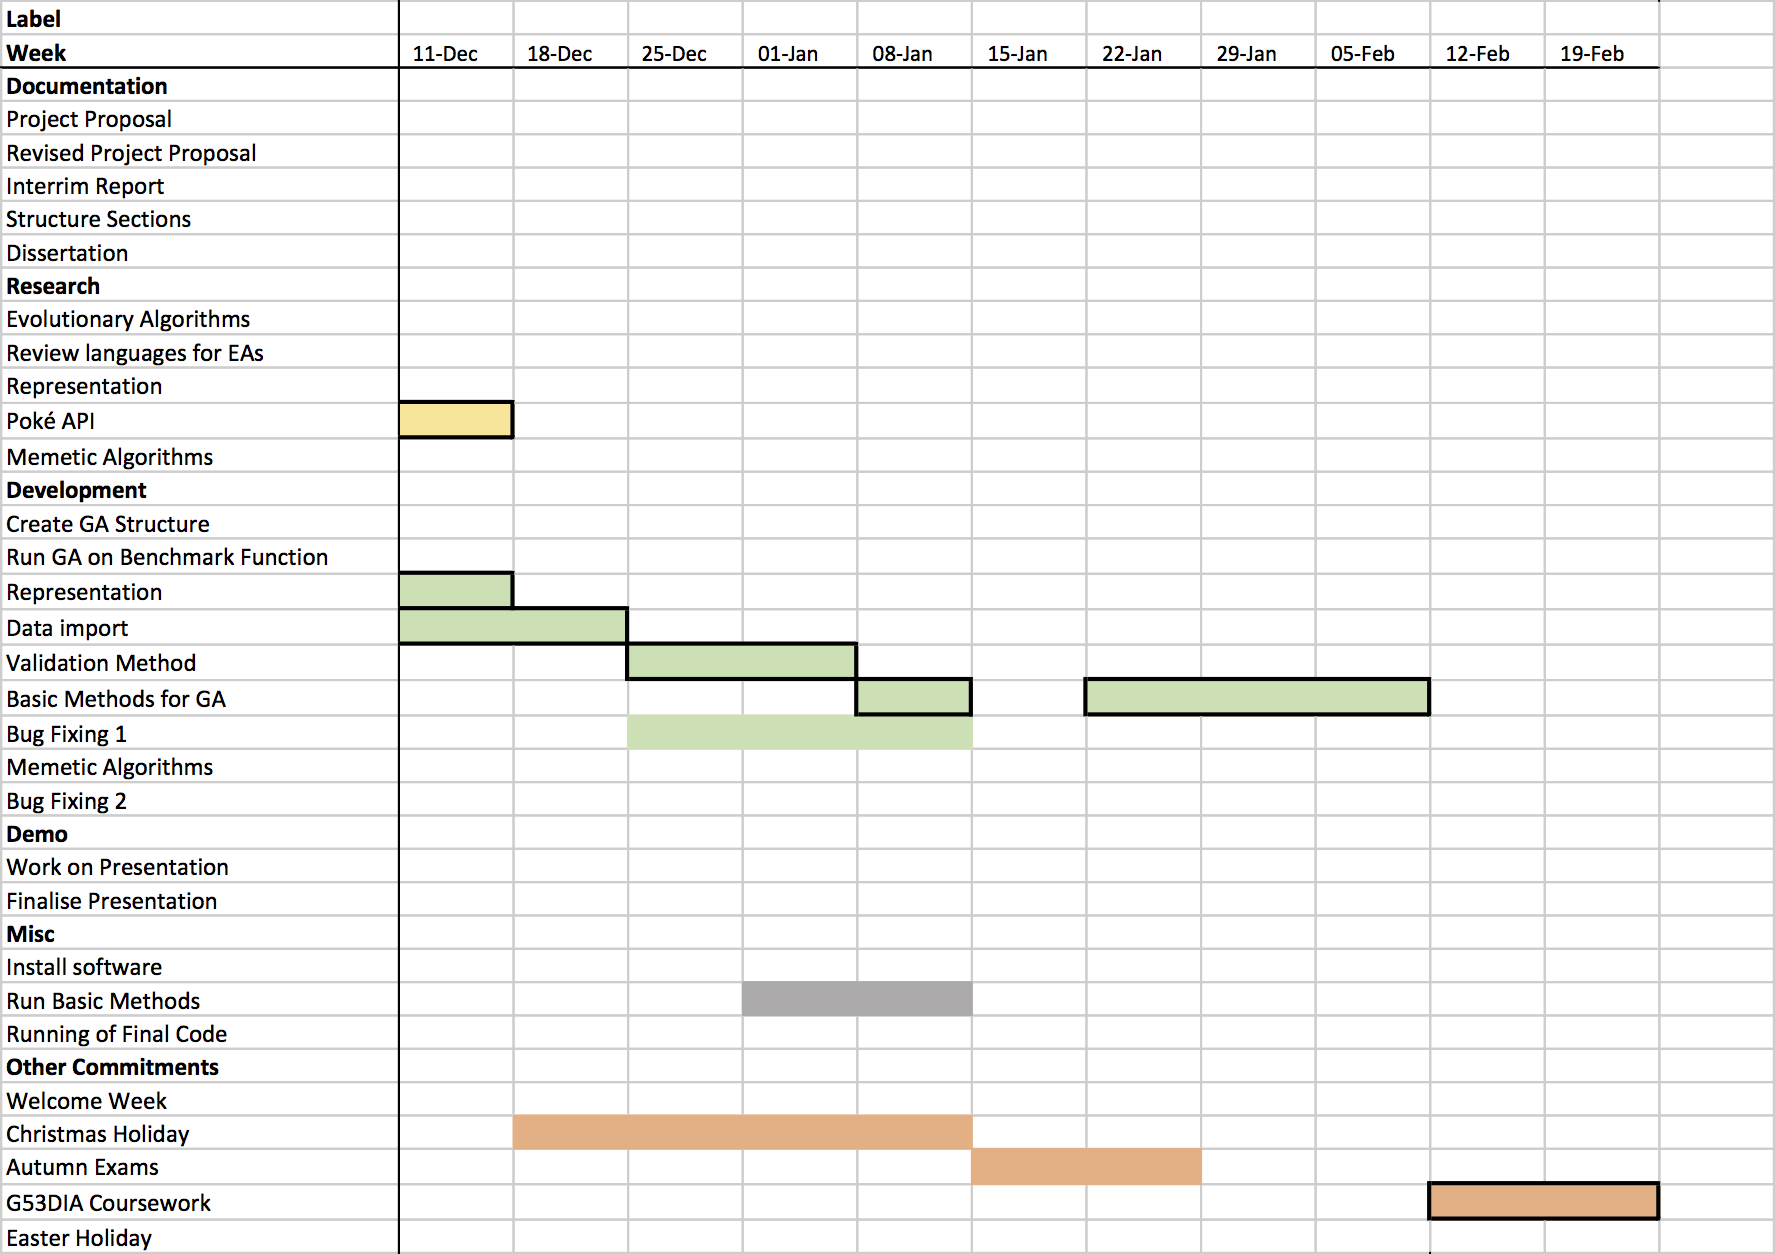 Label
Week 11-Dec 18-Dec 25-Dec 01-Jan 08-Jan 15-Jan 22-Jan 29-Jan 05-Feb 12-Feb 19-Feb
Documentation
Project Proposal
Revised Project Proposal
Interrim Report
Structure Sections
Dissertation
Research
Evolutionary Algorithms
Review languages for EAs
Representation
Poké API
Memetic Algorithms
Development
Create GA Structure
Run GA on Benchmark Function
Representation
Data import
Validation Method
Basic Methods for GA
Bug Fixing 1
Memetic Algorithms
Bug Fixing 2
Demo
Work on Presentation
Finalise Presentation
Misc
Install software
Run Basic Methods
Running of Final Code
Other Commitments
Welcome Week
Christmas Holiday
Autumn Exams
G53DIA Coursework
Easter Holiday